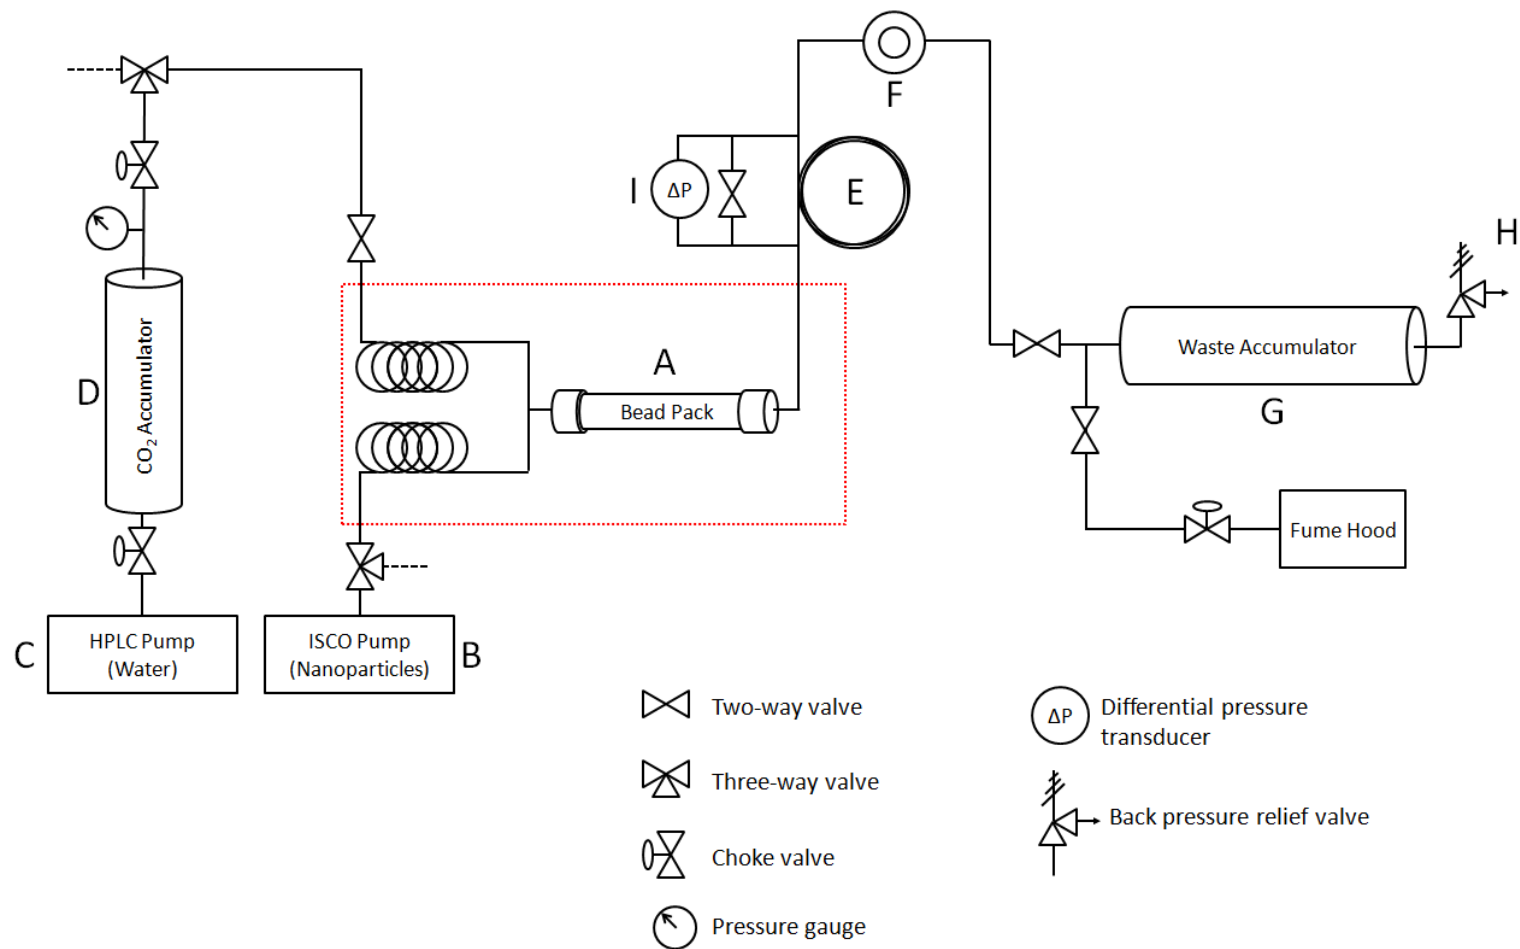 F
H
I
ΔP
E
A
D
CO₂ Accumulator
Bead Pack
Waste Accumulator
G
Fume Hood
C
HPLC Pump
(Water)
ISCO Pump
(Nanoparticles)
B
Two-way valve
Three-way valve
Choke valve
Pressure gauge
ΔP
Differential pressure
transducer
Back pressure relief valve